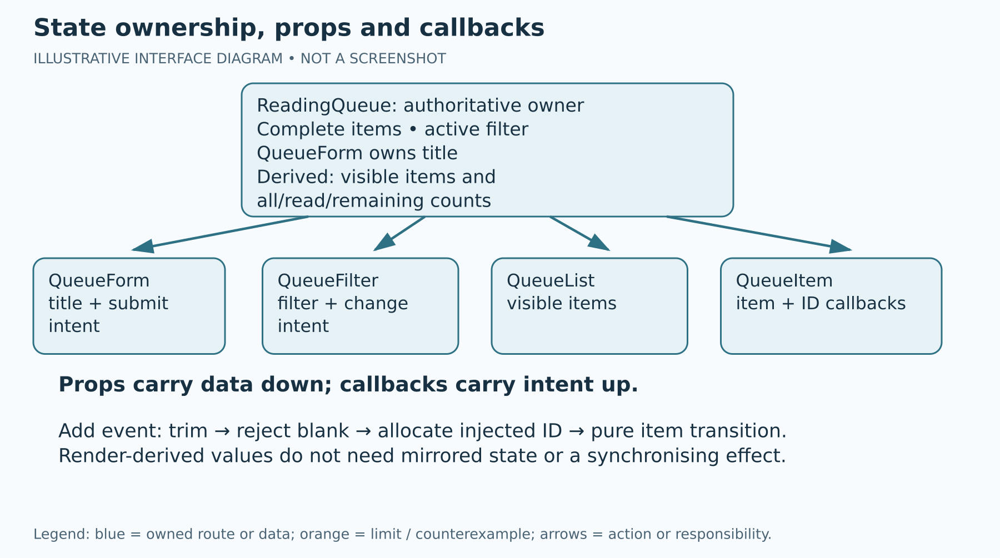 State ownership, props and callbacks
ILLUSTRATIVE INTERFACE DIAGRAM • NOT A SCREENSHOT
ReadingQueue: authoritative owner
Complete items • active filter
QueueForm owns title
Derived: visible items and
all/read/remaining counts
QueueForm
title + submit
intent
QueueFilter
filter + change
intent
QueueList
visible items
QueueItem
item + ID callbacks
Props carry data down; callbacks carry intent up.
Add event: trim → reject blank → allocate injected ID → pure item transition.
Render-derived values do not need mirrored state or a synchronising effect.
Legend: blue = owned route or data; orange = limit / counterexample; arrows = action or responsibility.